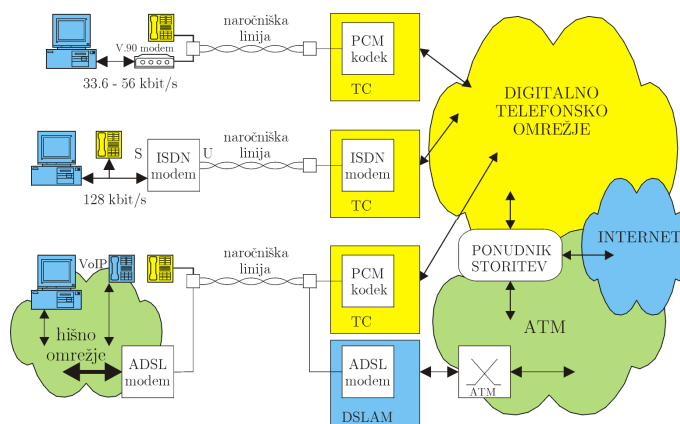 V.90 modem
33.6 - 56 kbit/s
naročniška
linija
PCM
kodek
TC
DIGITALNO
TELEFONSKO
OMREŽJE
S
ISDN
modem
U
128 kbit/s
naročniška
linija
ISDN
modem
TC
INTERNET
PONUDNIK
STORITEV
ATM
VoIP
naročniška
linija
PCM
kodek
TC
hišno
omrežje
ADSL
modem
ADSL
modem
DSLAM
ATM